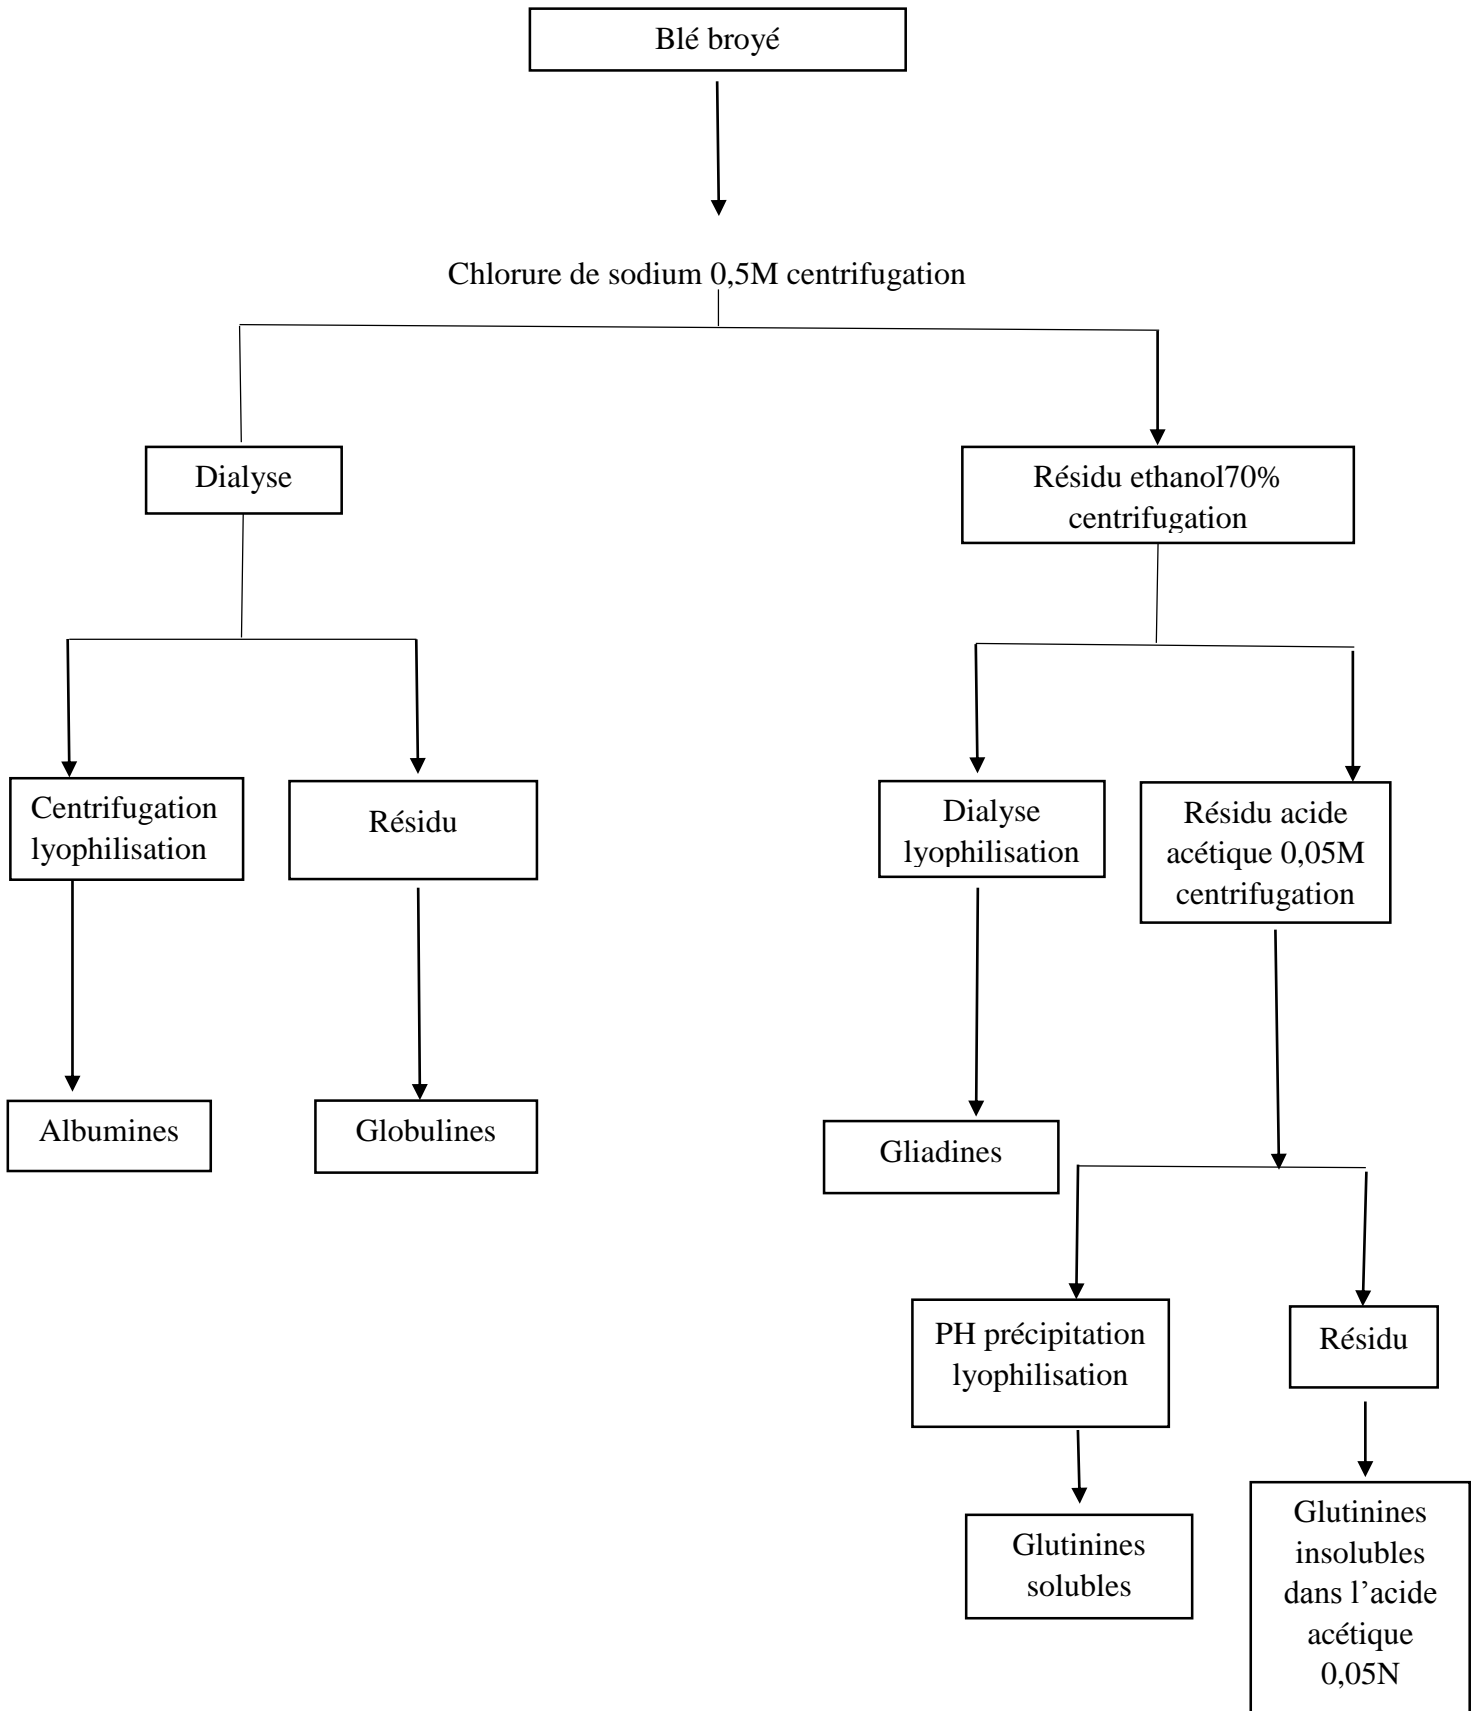 Blé broyé
Chlorure de sodium 0,5M centrifugation
Dialyse
Résidu ethanol70%
centrifugation
Centrifugation
lyophilisation
Résidu
Dialyse
lyophilisation
Résidu acide
acétique 0,05M
centrifugation
Albumines
Globulines
Gliadines
PH précipitation
lyophilisation
Résidu
Glutinines
solubles
Glutinines
insolubles
dans l’acide
acétique
0,05N